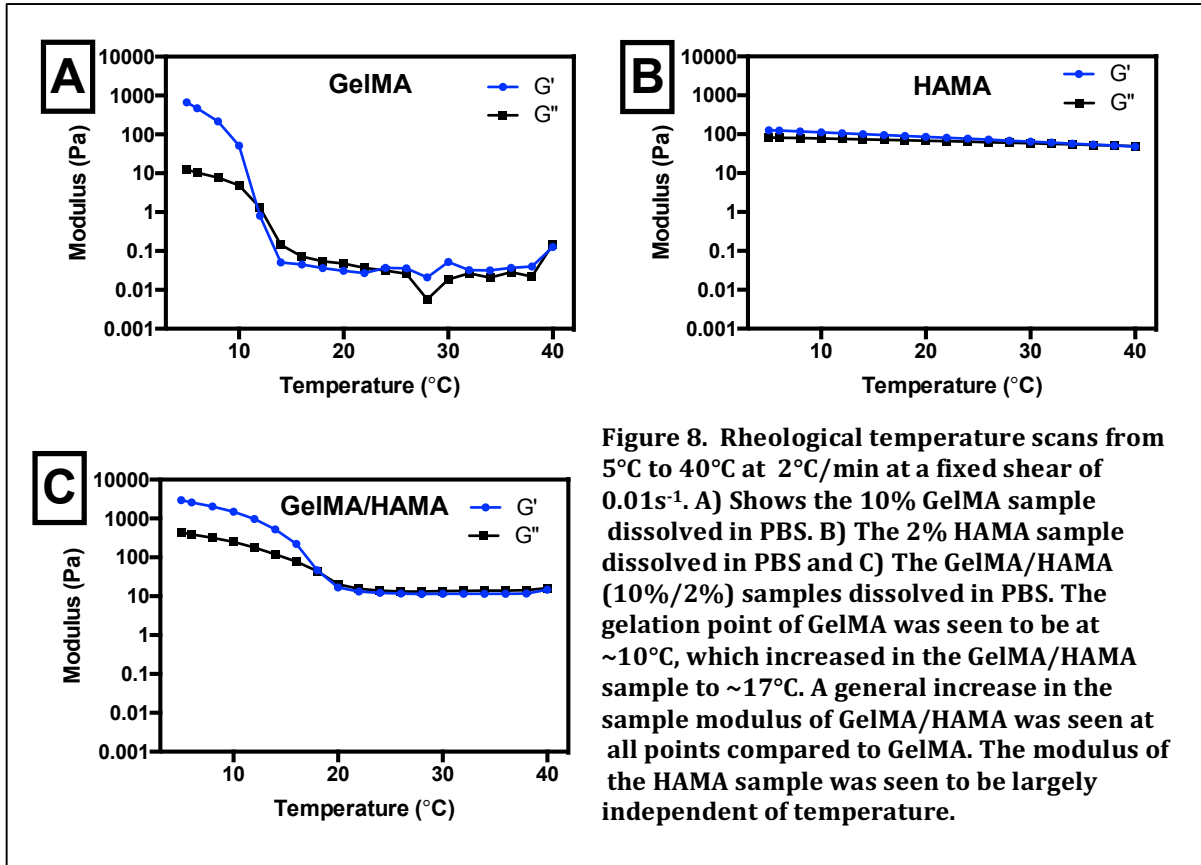 A
GelMA
G'
G"
10000
1000
100
10
1
0.1
0.01
0.001
Modulus (Pa)
10
20
30
40
Temperature (°C)
B
HAMA
G'
G"
10000
1000
100
10
1
0.1
0.01
0.001
Modulus (Pa)
10
20
30
40
Temperature (°C)
C
GelMA/HAMA
G'
G"
10000
1000
100
10
1
0.1
0.01
0.001
Modulus (Pa)
10
20
30
40
Temperature (°C)
Figure 8. Rheological temperature scans from
5°C to 40°C at 2°C/min at a fixed shear of
0.01s⁻¹. A) Shows the 10% GelMA sample
dissolved in PBS. B) The 2% HAMA sample
dissolved in PBS and C) The GelMA/HAMA
(10%/2%) samples dissolved in PBS. The
gelation point of GelMA was seen to be at
~10°C, which increased in the GelMA/HAMA
sample to ~17°C. A general increase in the
sample modulus of GelMA/HAMA was seen at
all points compared to GelMA. The modulus of
the HAMA sample was seen to be largely
independent of temperature.